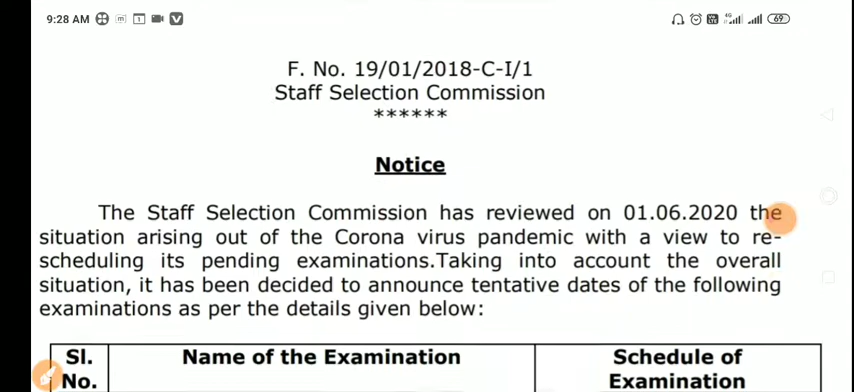 9:28 AM
69
F. No. 19/01/2018-C-I/1
Staff Selection Commission
******
Notice
The Staff Selection Commission has reviewed on 01.06.2020 the
situation arising out of the Corona virus pandemic with a view to re-
scheduling its pending examinations.Taking into account the overall
situation, it has been decided to announce tentative dates of the following
examinations as per the details given below:
Sl. Name of the Examination Schedule of
No. Examination